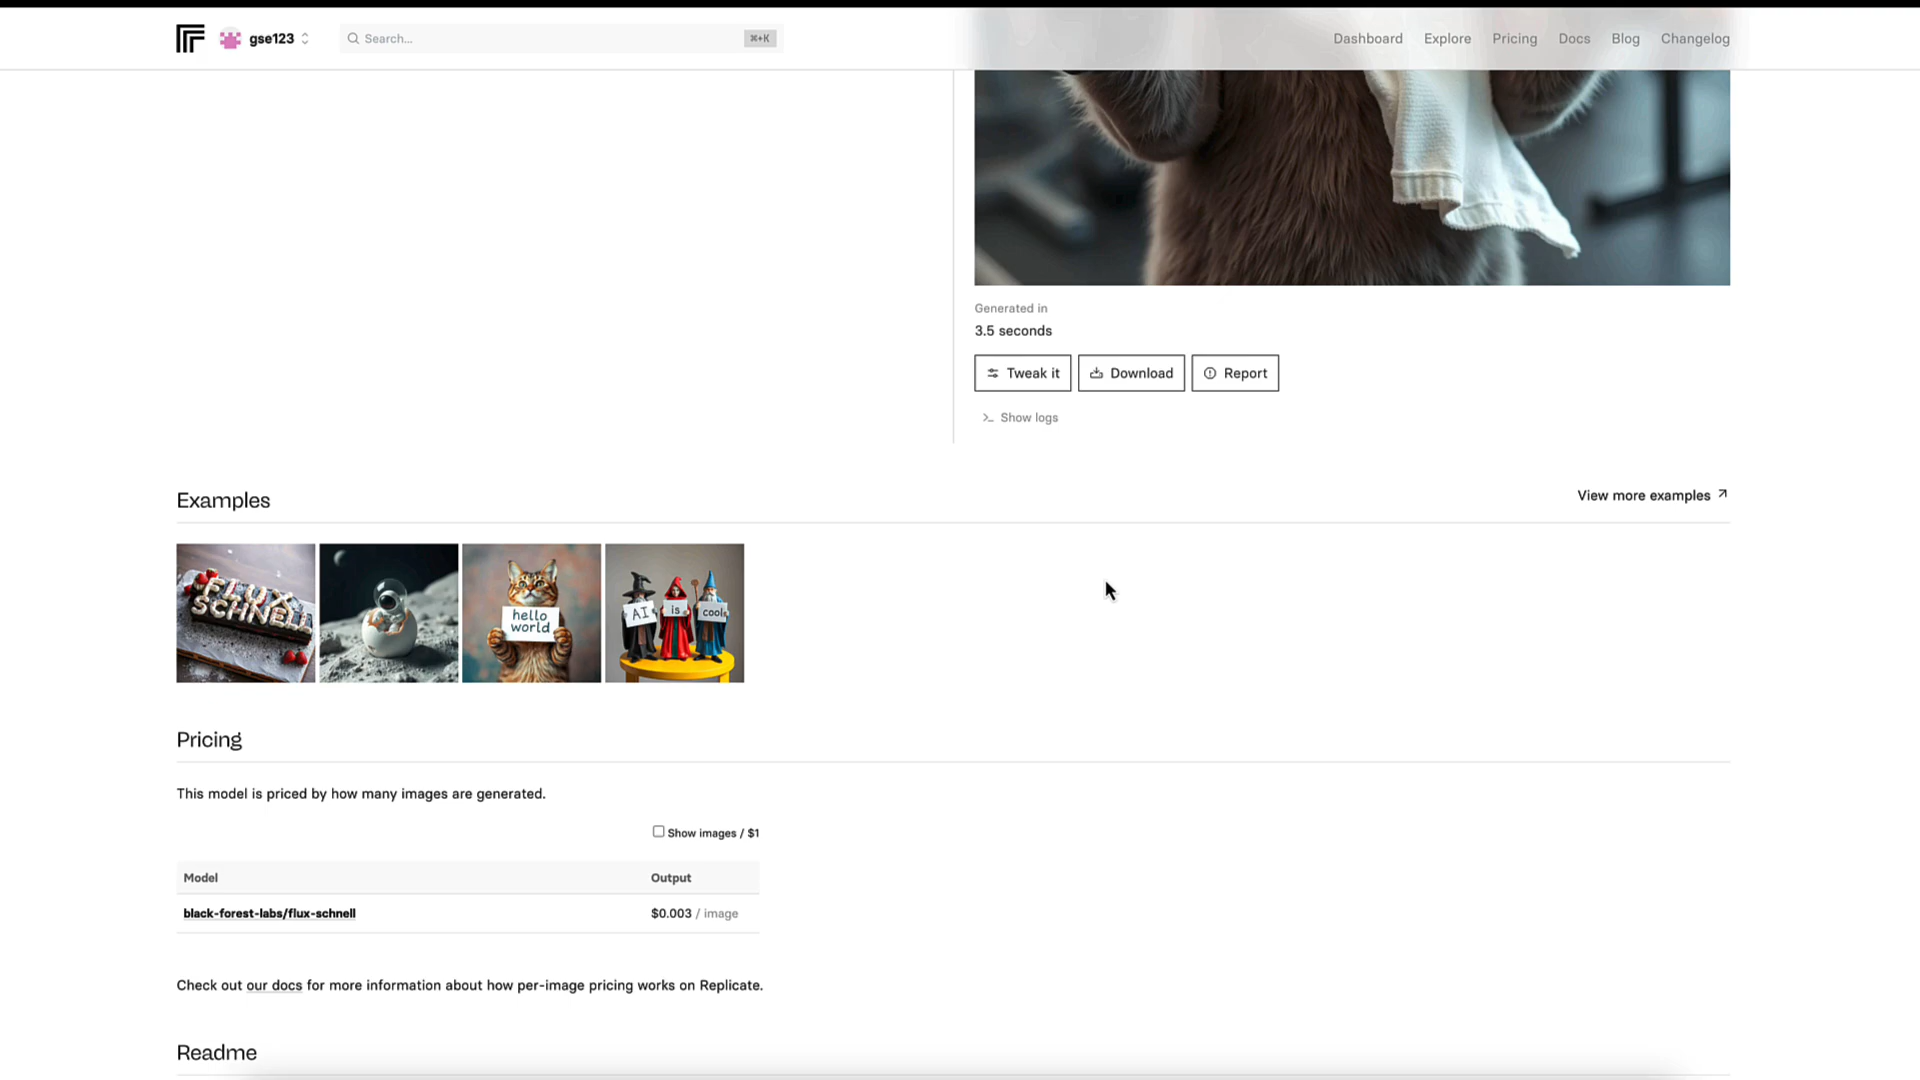 gse123
Search...
⌘+K
Dashboard
Explore
Pricing
Docs
Blog
Changelog
Generated in
3.5 seconds
Tweak it
Download
Report
>_ Show logs
Examples
View more examples
FLUX
SCHNELL
hello
world
AI
is
cool
Pricing
This model is priced by how many images are generated.
Show images / $1
Model
Output
black-forest-labs/flux-schnell
$0.003 / image
Check out our docs for more information about how per-image pricing works on Replicate.
Readme